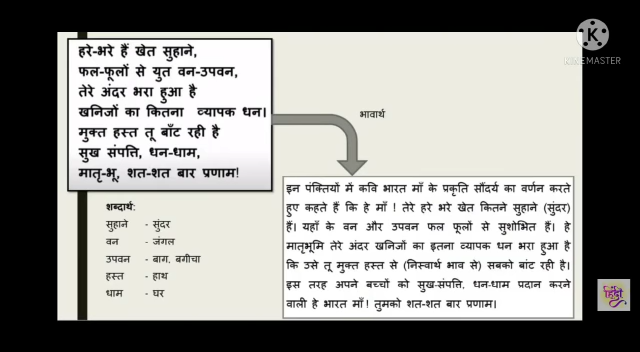 हरे-भरे हैं खेत सुहाने,
फल-फूलों से युत वन-उपवन,
तेरे अंदर भरा हुआ है
खनिजों का कितना व्यापक धन।
मुक्त हस्त तू बाँट रही है
सुख संपत्ति, धन-धाम,
मातृ-भू, शत-शत बार प्रणाम!
भावार्थ
शब्दार्थ:
सुहाने - सुंदर
वन - जंगल
उपवन - बाग, बगीचा
हस्त - हाथ
धाम - घर
इन पंक्तियों में कवि भारत माँ के प्रकृति सौंदर्य का वर्णन करते
हुए कहते हैं कि हे माँ ! तेरे हरे भरे खेत कितने सुहाने (सुंदर)
हैं। यहाँ के वन और उपवन फल फूलों से सुशोभित हैं। हे
मातृभूमि तेरे अंदर खनिजों का इतना व्यापक धन भरा हुआ है
कि उसे तू मुक्त हस्त से (निस्वार्थ भाव से) सबको बांट रही है।
इस तरह अपने बच्चों को सुख-संपत्ति, धन-धाम प्रदान करने
वाली हे भारत माँ ! तुमको शत-शत बार प्रणाम।
K
KINEMASTER
हिंदी